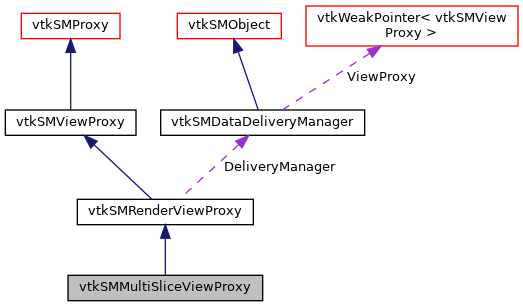 vtkSMProxy
vtkSMObject
vtkWeakPointer< vtkSMView
Proxy >
ViewProxy
vtkSMViewProxy
vtkSMDataDeliveryManager
DeliveryManager
vtkSMRenderViewProxy
vtkSMMultiSliceViewProxy